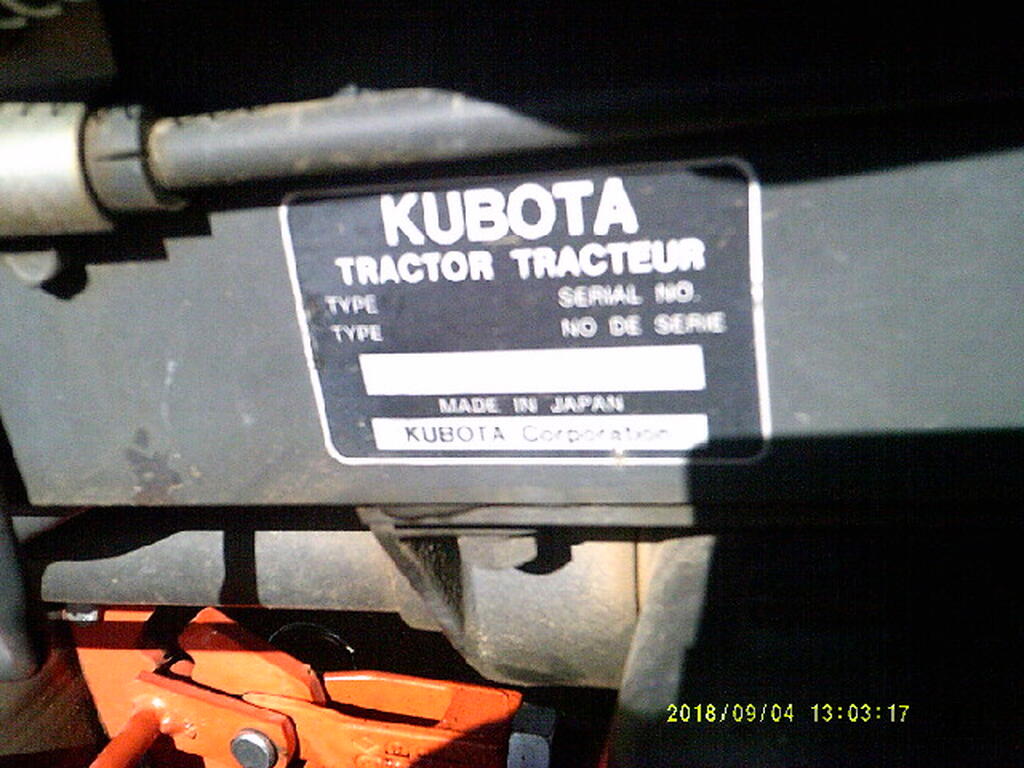 KUBOTA
TRACTOR TRACTEUR
TYPE SERIAL NO.
TYPE NO DE SERIE
MADE IN JAPAN
KUBOTA Corporation
2018/09/04 13:03:17